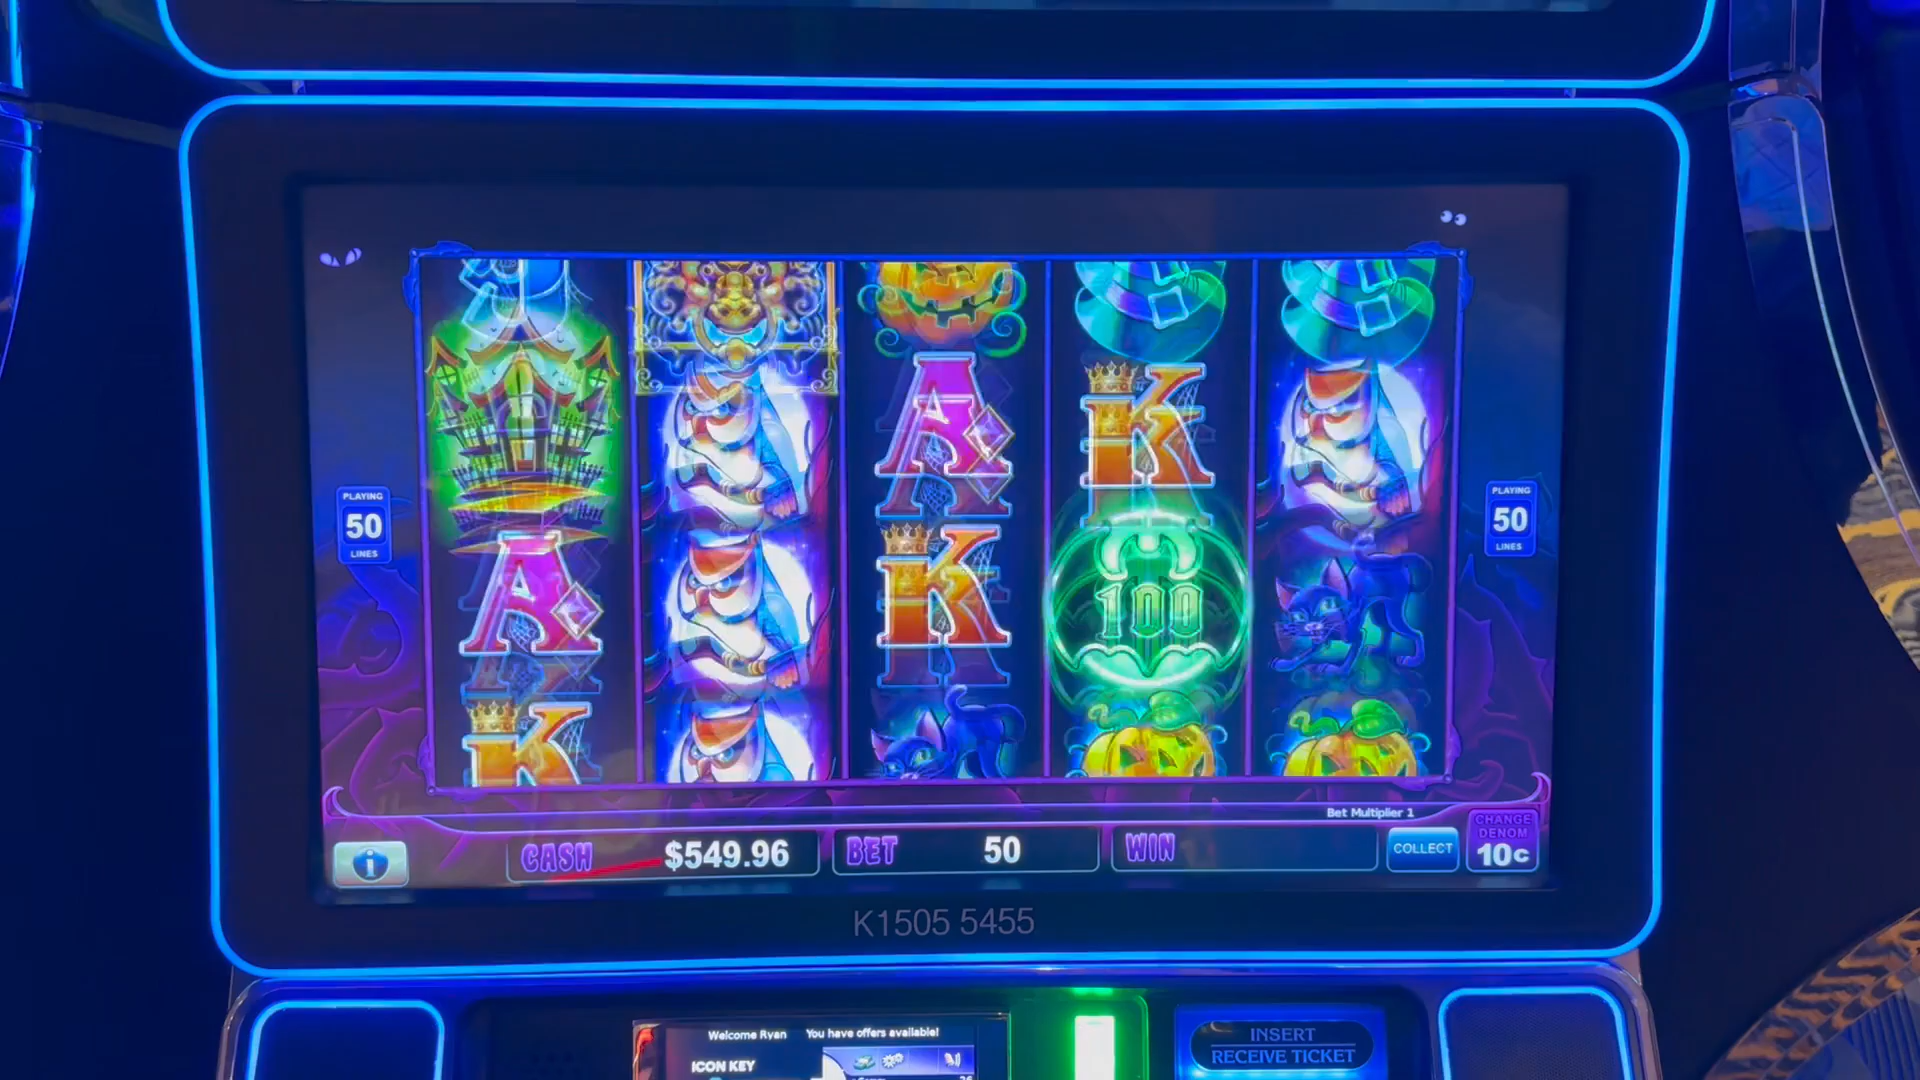 A
K
A
K
K
100
PLAYING
50
LINES
PLAYING
50
LINES
Bet Multiplier 1
CASH $549.96
BET 50
WIN
COLLECT
CHANGE
DENOM
10¢
K1505 5455
Welcome Ryan You have offers available!
ICON KEY
INSERT
RECEIVE TICKET